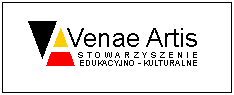 Venae Artis
STOWARZYSZENIE
EDUKACYJNO - KULTURALNE